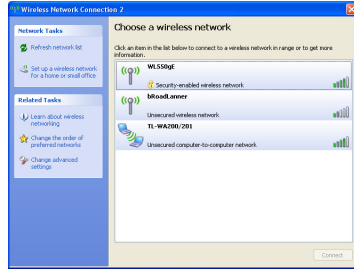 Wireless Network Connection 2
Network Tasks
Refresh network list
Set up a wireless network
for a home or small office
Related Tasks
Learn about wireless
networking
Change the order of
preferred networks
Change advanced
settings
Choose a wireless network
Click an item in the list below to connect to a wireless network in range or to get more
information.
WL550gE
Security-enabled wireless network
bRoadLanner
Unsecured wireless network
TL-WA200/201
Unsecured computer-to-computer network
Connect